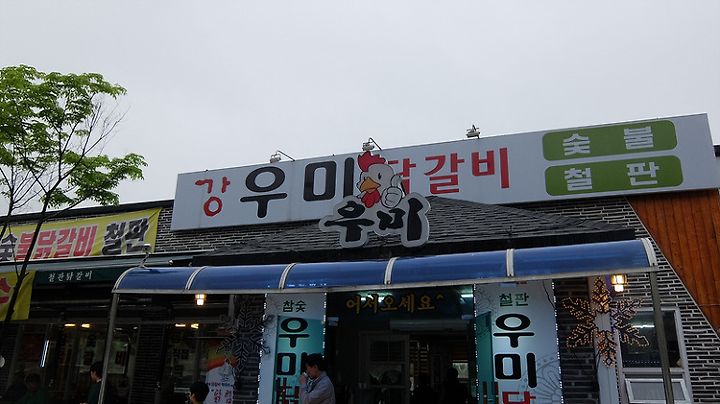 강우미닭갈비
숯불
철판
우미
숯불닭갈비 철판
철판닭갈비
어서오세요^
참숯
우미
철판
우미
닭